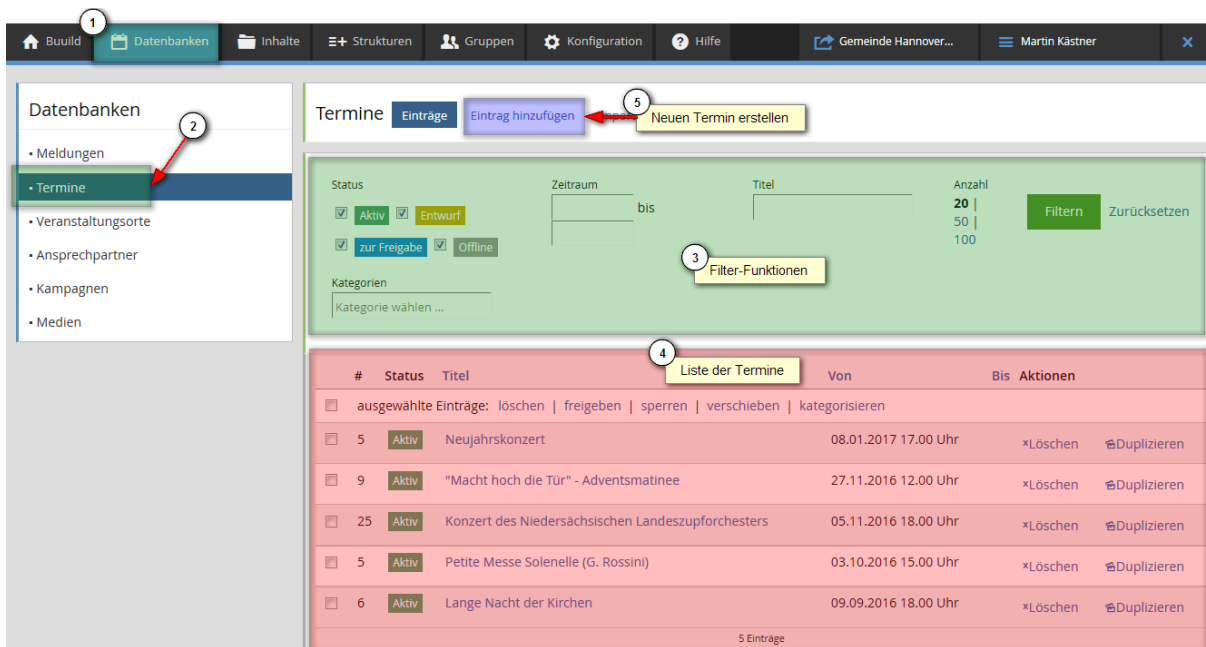 1
Buuild Datenbanken Inhalte Strukturen Gruppen Konfiguration ? Hilfe Gemeinde Hannover... Martin Kästner x
Datenbanken
2
• Meldungen
• Termine
• Veranstaltungsorte
• Ansprechpartner
• Kampagnen
• Medien
Termine Einträge Eintrag hinzufügen
5
Neuen Termin erstellen
Status Zeitraum Titel Anzahl
Aktiv Entwurf bis 20 | Filtern Zurücksetzen
50 |
zur Freigabe Offline 100
3
Filter-Funktionen
Kategorien
Kategorie wählen ...
4
Liste der Termine
# Status Titel Von Bis Aktionen
ausgewählte Einträge: löschen | freigeben | sperren | verschieben | kategorisieren
5 Aktiv Neujahrskonzert 08.01.2017 17.00 Uhr ×Löschen Duplizieren
9 Aktiv "Macht hoch die Tür" - Adventsmatinee 27.11.2016 12.00 Uhr ×Löschen Duplizieren
25 Aktiv Konzert des Niedersächsischen Landeszupforchesters 05.11.2016 18.00 Uhr ×Löschen Duplizieren
5 Aktiv Petite Messe Solenelle (G. Rossini) 03.10.2016 15.00 Uhr ×Löschen Duplizieren
6 Aktiv Lange Nacht der Kirchen 09.09.2016 18.00 Uhr ×Löschen Duplizieren
5 Einträge